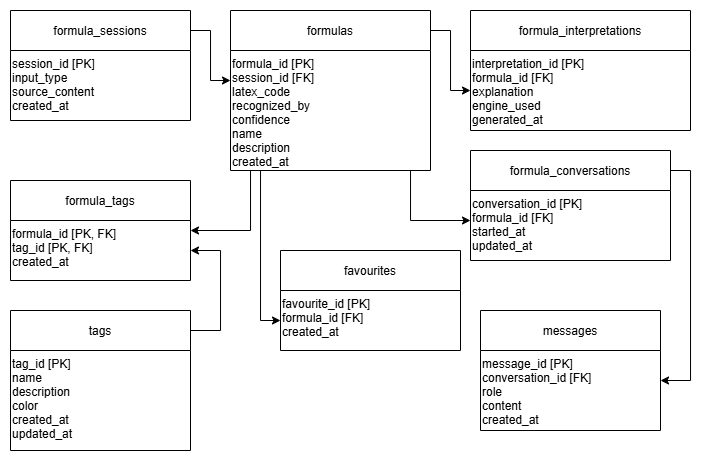 formula_sessions
session_id [PK]
input_type
source_content
created_at
formulas
formula_id [PK]
session_id [FK]
latex_code
recognized_by
confidence
name
description
created_at
formula_interpretations
interpretation_id [PK]
formula_id [FK]
explanation
engine_used
generated_at
formula_conversations
conversation_id [PK]
formula_id [FK]
started_at
updated_at
formula_tags
formula_id [PK, FK]
tag_id [PK, FK]
created_at
favourites
favourite_id [PK]
formula_id [FK]
created_at
tags
tag_id [PK]
name
description
color
created_at
updated_at
messages
message_id [PK]
conversation_id [FK]
role
content
created_at